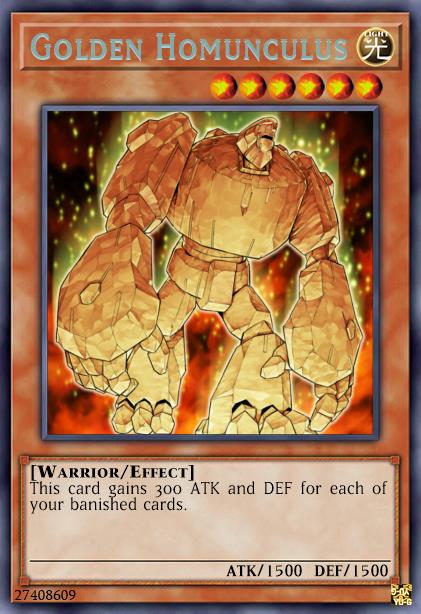 GOLDEN HOMUNCULUS
LIGHT
光
[WARRIOR/EFFECT]
This card gains 300 ATK and DEF for each of
your banished cards.
ATK/1500 DEF/1500
27408609